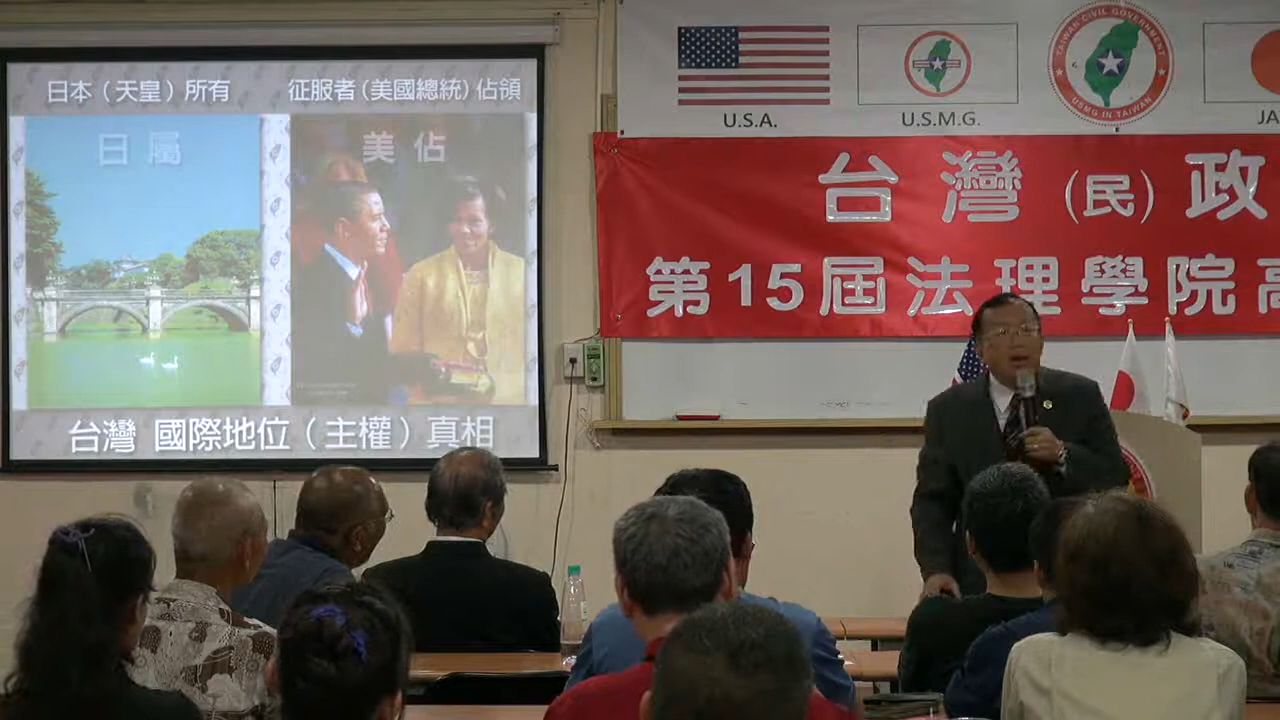 日本（天皇）所有
征服者（美國總統）佔領
日屬
美佔
台灣 國際地位（主權）真相
U.S.A.
U.S.M.G.
TAIWAN CIVIL GOVERNMENT
USMG IN TAIWAN
JA
台灣（民）政
第15屆法理學院高